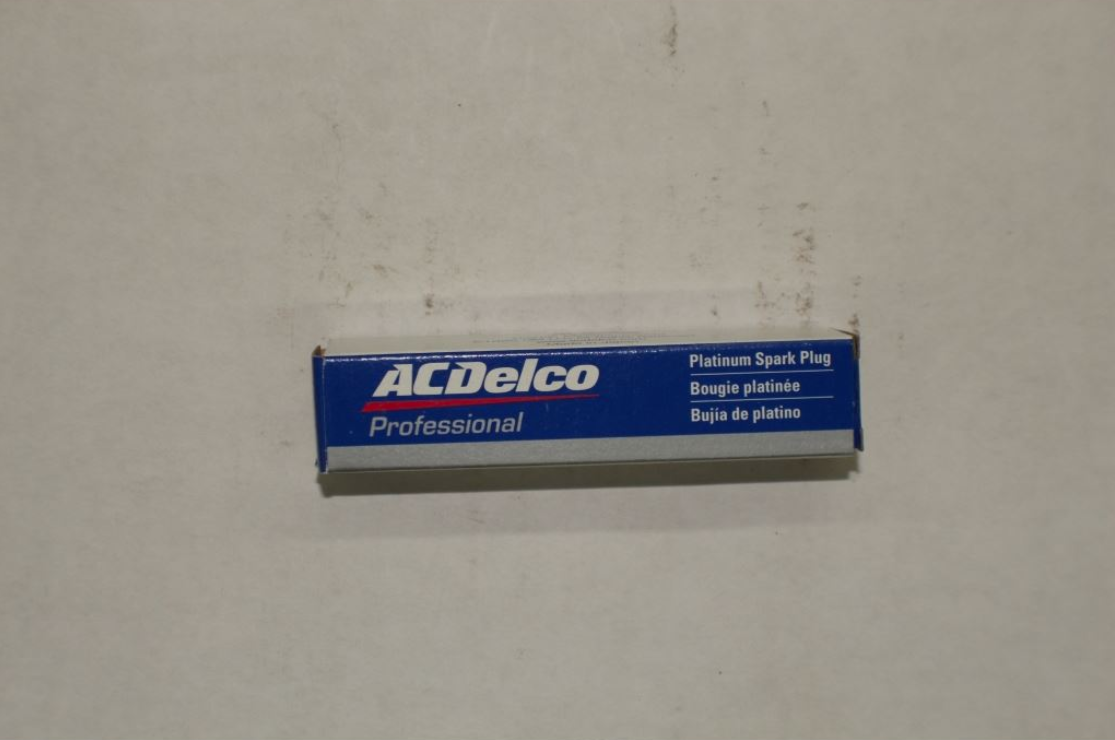 ACDelco
Professional
Platinum Spark Plug
Bougie platinée
Bujía de platino